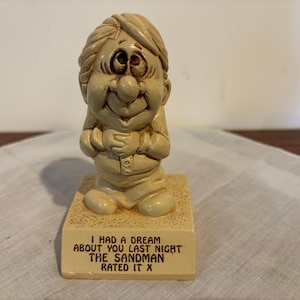 I HAD A DREAM
ABOUT YOU LAST NIGHT
THE SANDMAN
RATED IT X